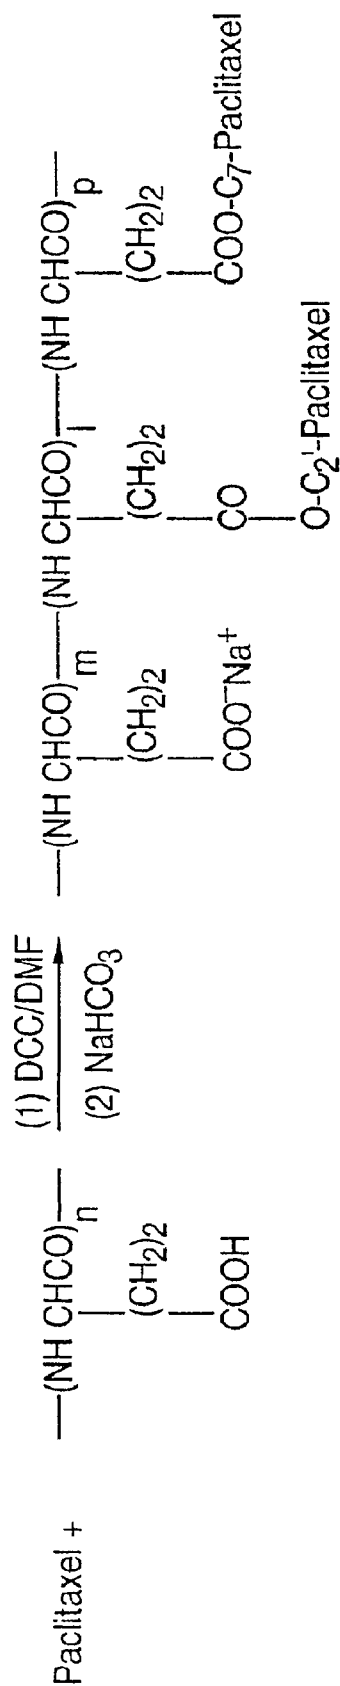 Paclitaxel + —(NH CHCO)n— (1) DCC/DMF —(NH CHCO)m—(NH CHCO)l—(NH CHCO)p—
(2) NaHCO3
(CH2)2 (CH2)2 (CH2)2 (CH2)2
COOH COO-Na+ CO COO-C7-Paclitaxel
O-C2'-Paclitaxel